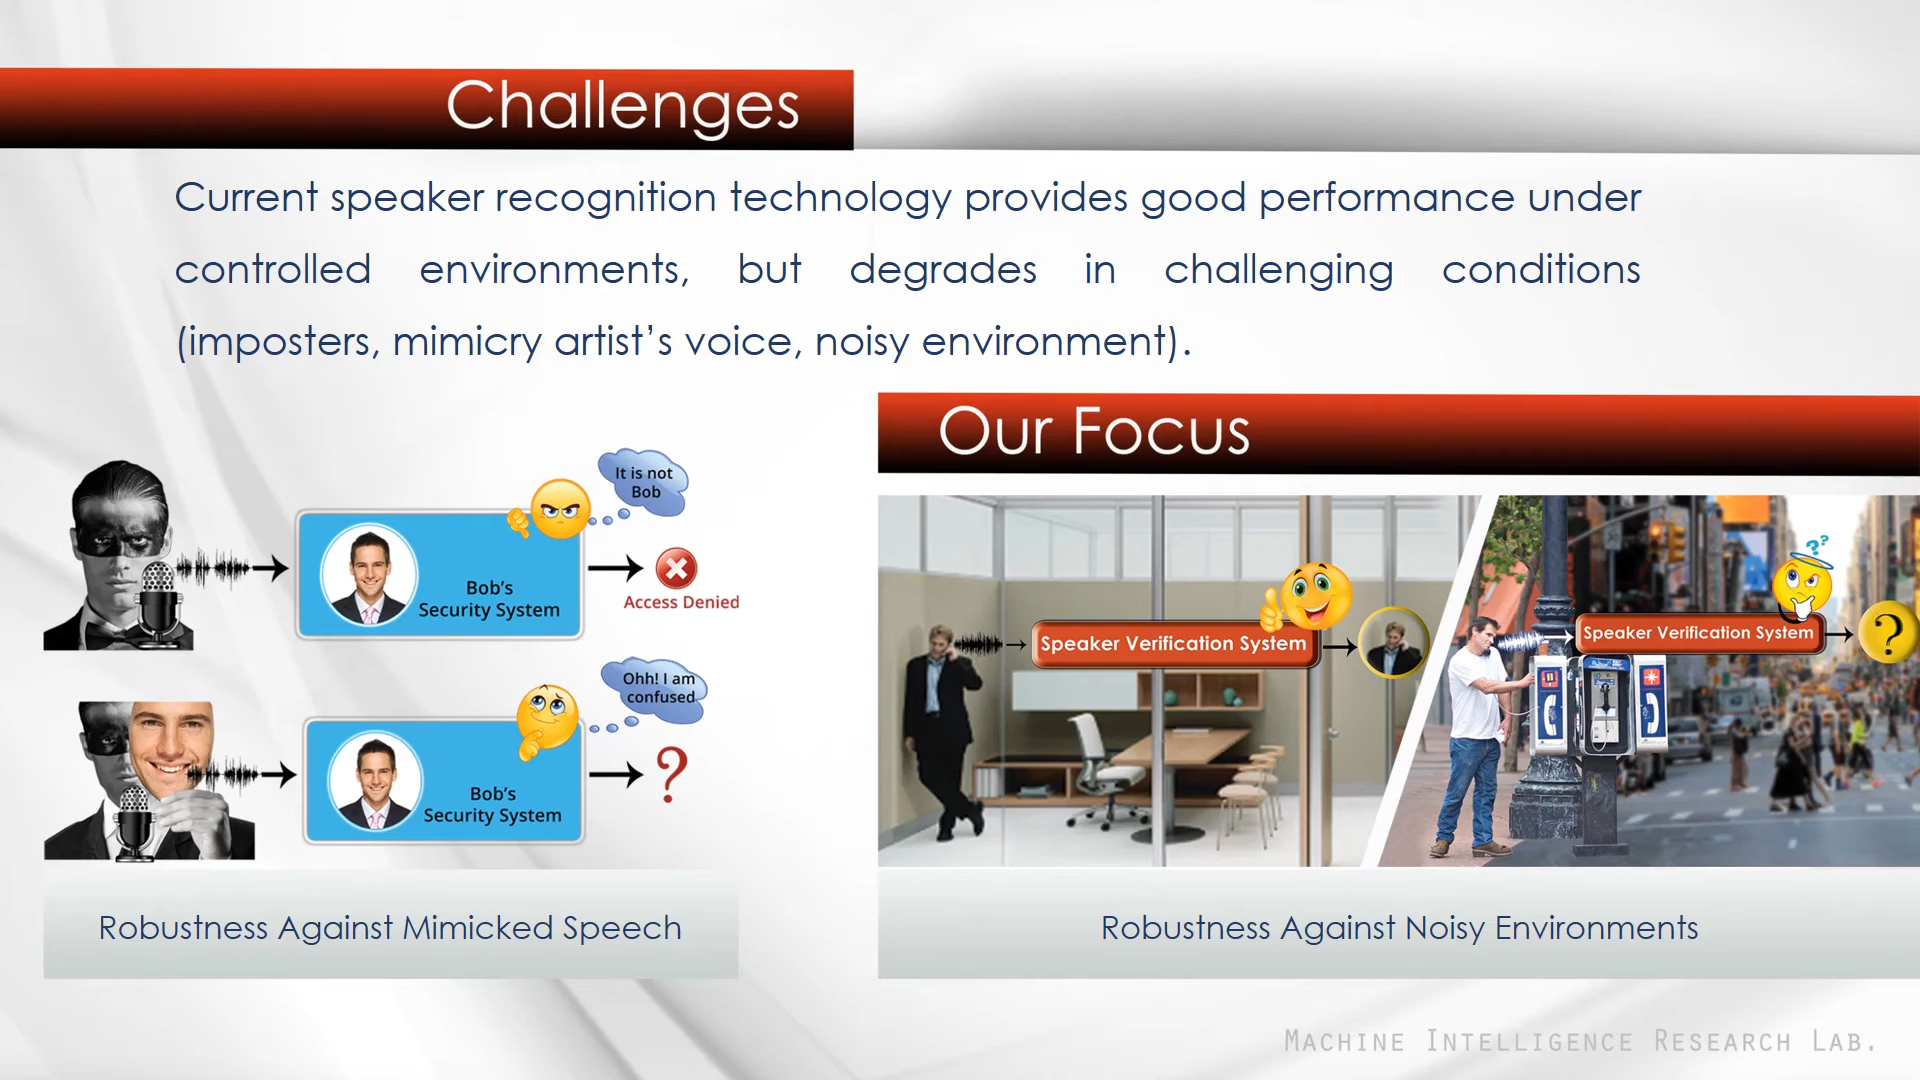 Challenges
Current speaker recognition technology provides good performance under
controlled environments, but degrades in challenging conditions
(imposters, mimicry artist’s voice, noisy environment).
Our Focus
It is not
Bob
Bob’s
Security System
Access Denied
Ohh! I am
confused
Bob’s
Security System
?
Robustness Against Mimicked Speech
Speaker Verification System
??
Speaker Verification System
?
Robustness Against Noisy Environments
Machine Intelligence Research Lab.